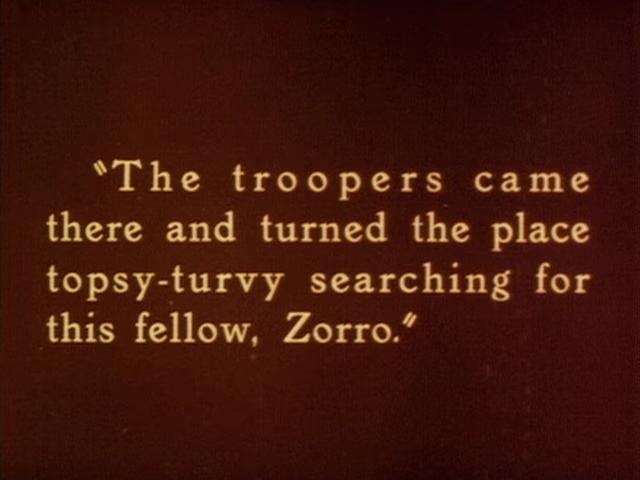 "The troopers came
there and turned the place
topsy-turvy searching for
this fellow, Zorro."